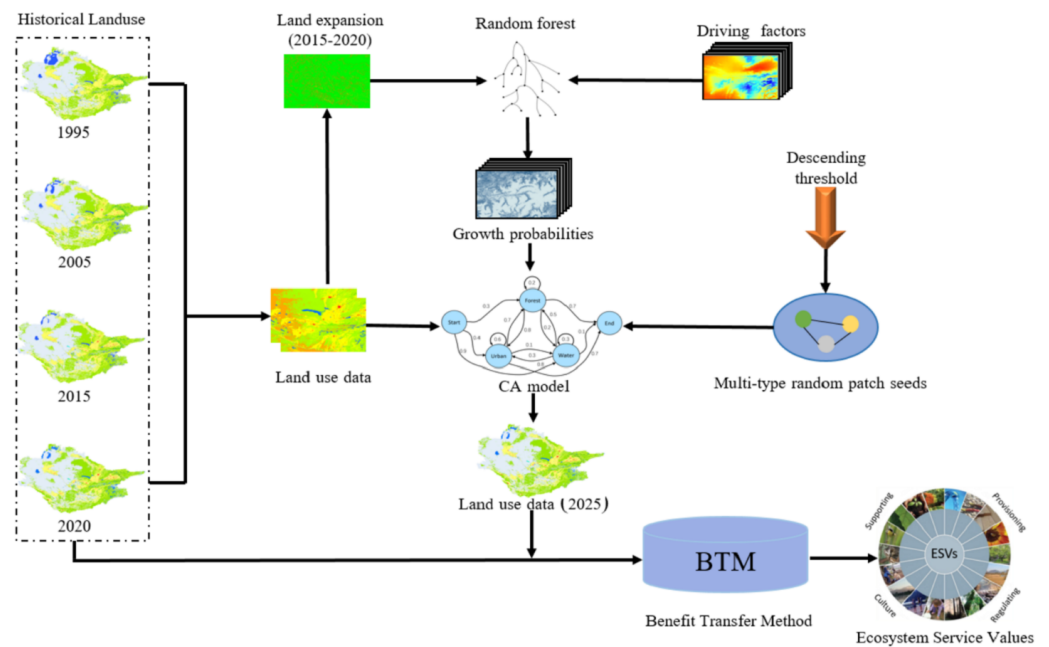 Historical Landuse
1995
2005
2015
2020
Land expansion
(2015-2020)
Land use data
Random forest
Driving factors
Growth probabilities
Descending
threshold
Start
Forest
End
Urban
Water
CA model
Multi-type random patch seeds
Land use data (2025)
BTM
Benefit Transfer Method
Supporting
Provisioning
ESVs
Culture
Regulating
Ecosystem Service Values